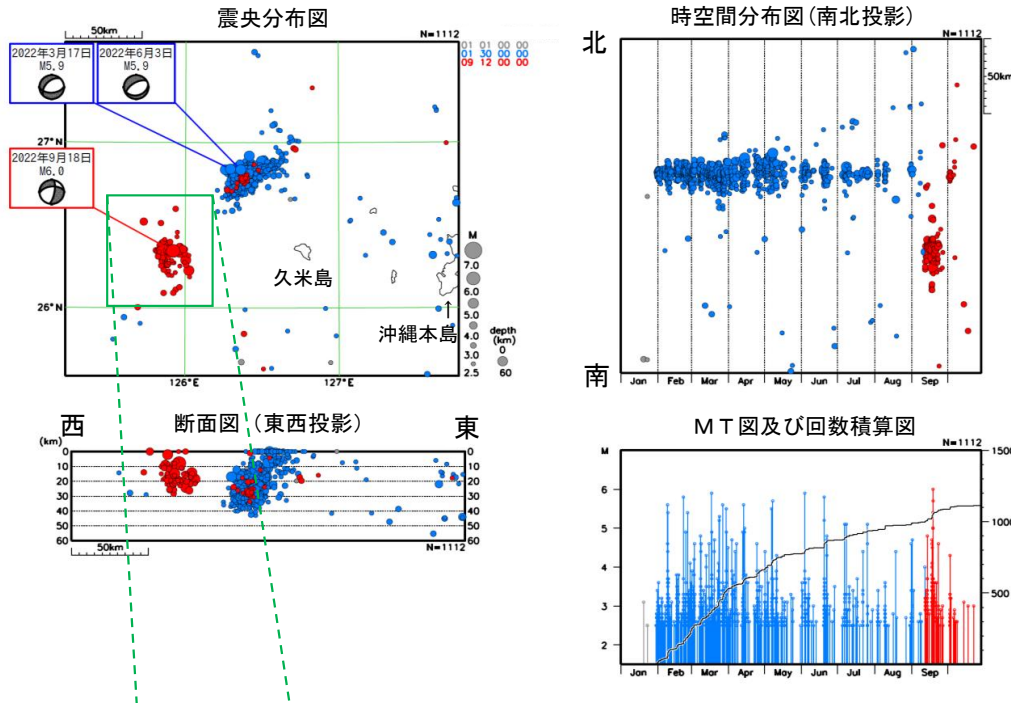 震央分布図
50km
N=1112
01 01 00 00
01 30 00 00
09 12 00 00
2022年3月17日
M5.9
2022年6月3日
M5.9
2022年9月18日
M6.0
27°N
26°N
126°E
127°E
久米島
沖縄本島
↑
M
7.0
6.0
5.0
4.0
3.0
2.5
depth
(km)
0
60
時空間分布図(南北投影)
N=1112
北
南
50km
Jan Feb Mar Apr May Jun Jul Aug Sep
断面図（東西投影）
西
東
(km)
0
10
20
30
40
50
60
0
10
20
30
40
50
60
50km
N=1112
ＭＴ図及び回数積算図
N=1112
M
6
5
4
3
2
1500
1000
500
Jan Feb Mar Apr May Jun Jul Aug Sep